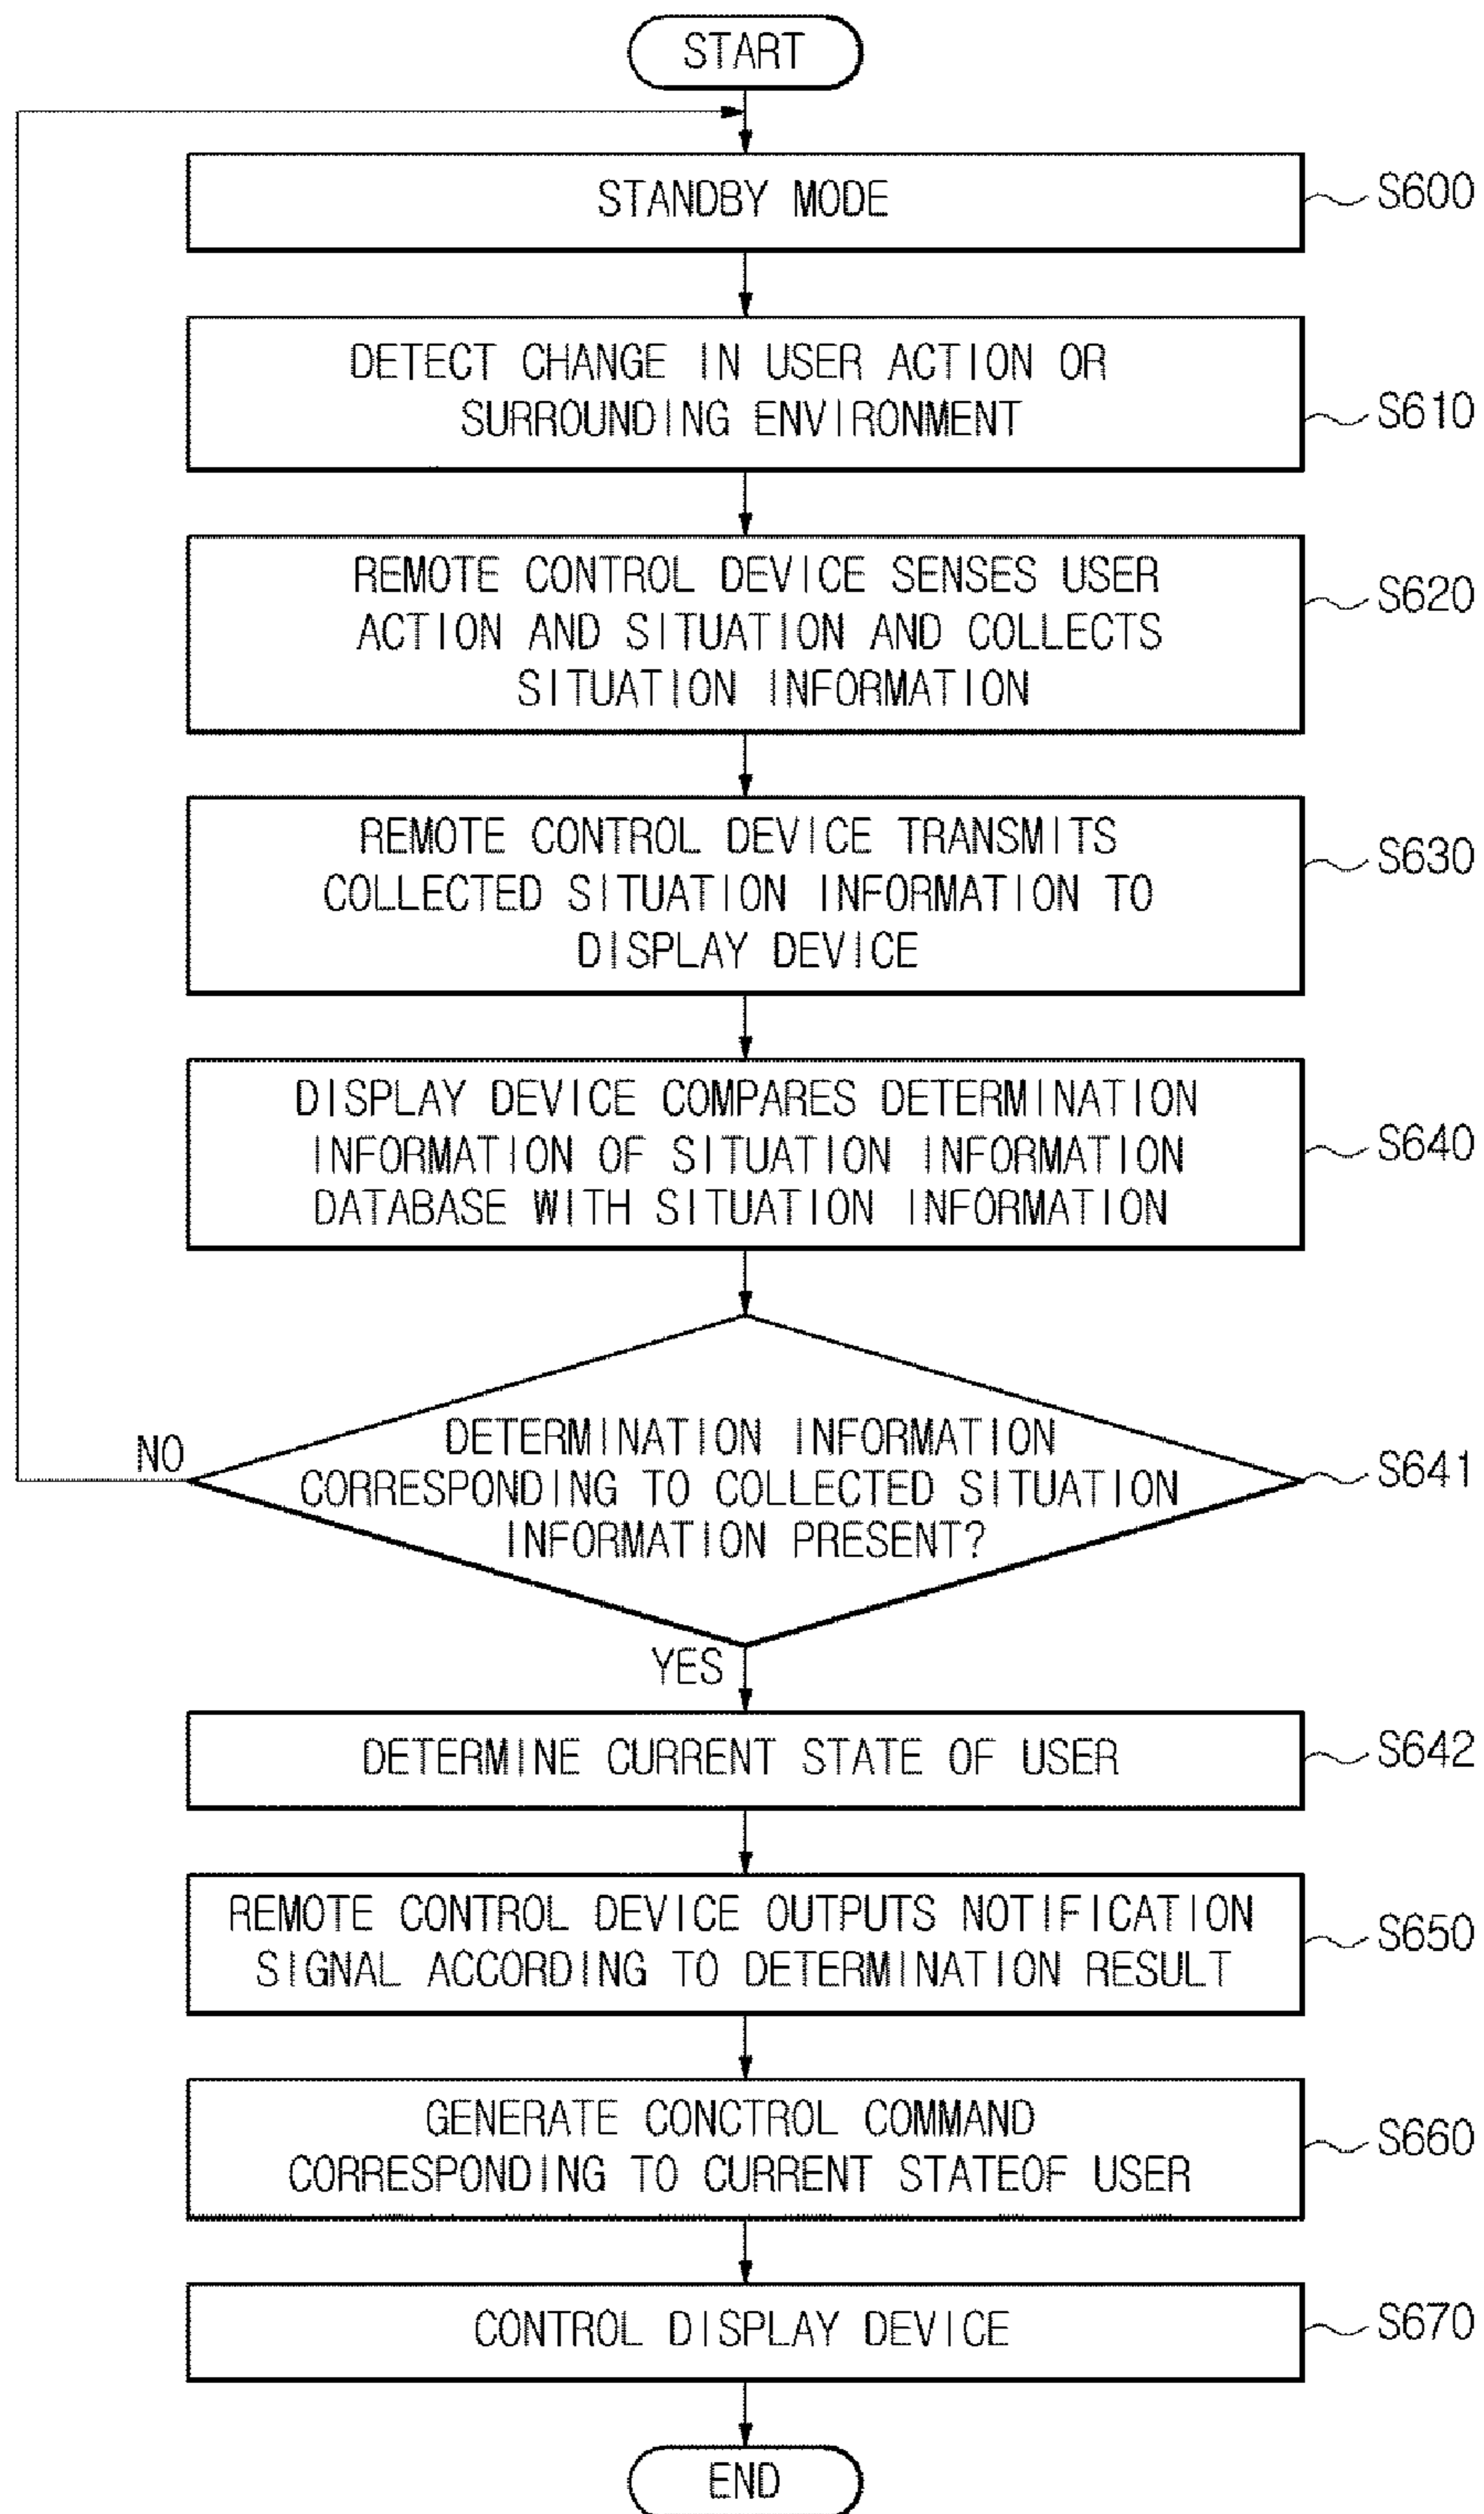 START
STANDBY MODE
S600
DETECT CHANGE IN USER ACTION OR
SURROUNDING ENVIRONMENT
S610
REMOTE CONTROL DEVICE SENSES USER
ACTION AND SITUATION AND COLLECTS
SITUATION INFORMATION
S620
REMOTE CONTROL DEVICE TRANSMITS
COLLECTED SITUATION INFORMATION TO
DISPLAY DEVICE
S630
DISPLAY DEVICE COMPARES DETERMINATION
INFORMATION OF SITUATION INFORMATION
DATABASE WITH SITUATION INFORMATION
S640
NO
DETERMINATION INFORMATION
CORRESPONDING TO COLLECTED SITUATION
INFORMATION PRESENT?
S641
YES
DETERMINE CURRENT STATE OF USER
S642
REMOTE CONTROL DEVICE OUTPUTS NOTIFICATION
SIGNAL ACCORDING TO DETERMINATION RESULT
S650
GENERATE CONCTROL COMMAND
CORRESPONDING TO CURRENT STATEOF USER
S660
CONTROL DISPLAY DEVICE
S670
END